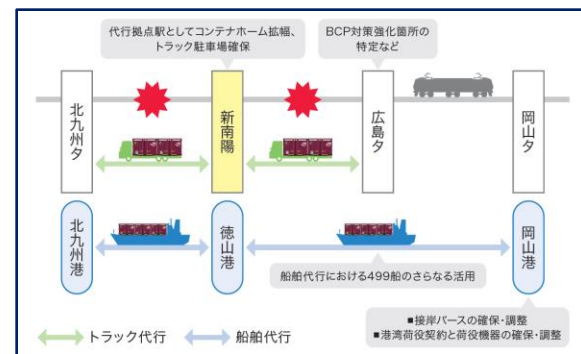 代行拠点駅としてコンテナホーム拡幅、
トラック駐車場確保
BCP対策強化箇所の
特定など
北九州タ
新南陽
広島タ
岡山タ
北九州港
徳山港
岡山港
船舶代行における499船のさらなる活用
■接岸バースの確保・調整
■港湾荷役契約と荷役機器の確保・調整
トラック代行
船舶代行